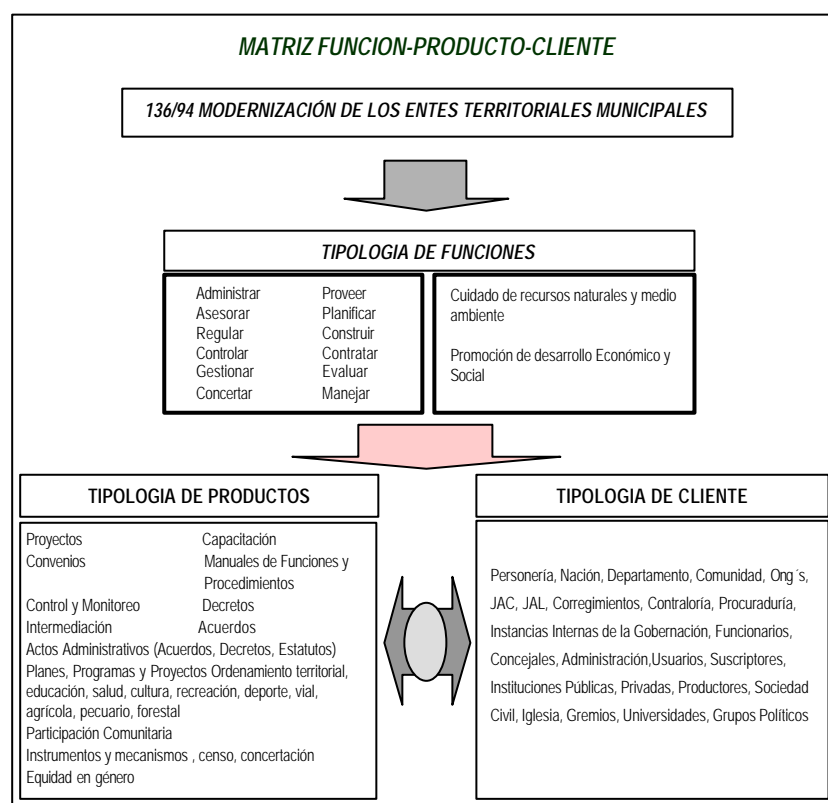 MATRIZ FUNCION-PRODUCTO-CLIENTE
136/94 MODERNIZACIÓN DE LOS ENTES TERRITORIALES MUNICIPALES
TIPOLOGIA DE FUNCIONES
Administrar Proveer
Asesorar Planificar
Regular Construir
Controlar Contratar
Gestionar Evaluar
Concertar Manejar
Cuidado de recursos naturales y medio
ambiente
Promoción de desarrollo Económico y
Social
TIPOLOGIA DE PRODUCTOS
Proyectos Capacitación
Convenios Manuales de Funciones y
Procedimientos
Control y Monitoreo Decretos
Intermediación Acuerdos
Actos Administrativos (Acuerdos, Decretos, Estatutos)
Planes, Programas y Proyectos Ordenamiento territorial,
educación, salud, cultura, recreación, deporte, vial,
agrícola, pecuario, forestal
Participación Comunitaria
Instrumentos y mecanismos , censo, concertación
Equidad en género
TIPOLOGIA DE CLIENTE
Personería, Nación, Departamento, Comunidad, Ong´s,
JAC, JAL, Corregimientos, Contraloría, Procuraduría,
Instancias Internas de la Gobernación, Funcionarios,
Concejales, Administración,Usuarios, Suscriptores,
Instituciones Públicas, Privadas, Productores, Sociedad
Civil, Iglesia, Gremios, Universidades, Grupos Políticos